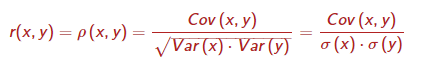 r(x, y) = ρ(x, y) = Cov(x, y) / √(Var(x) · Var(y)) = Cov(x, y) / (σ(x) · σ(y))